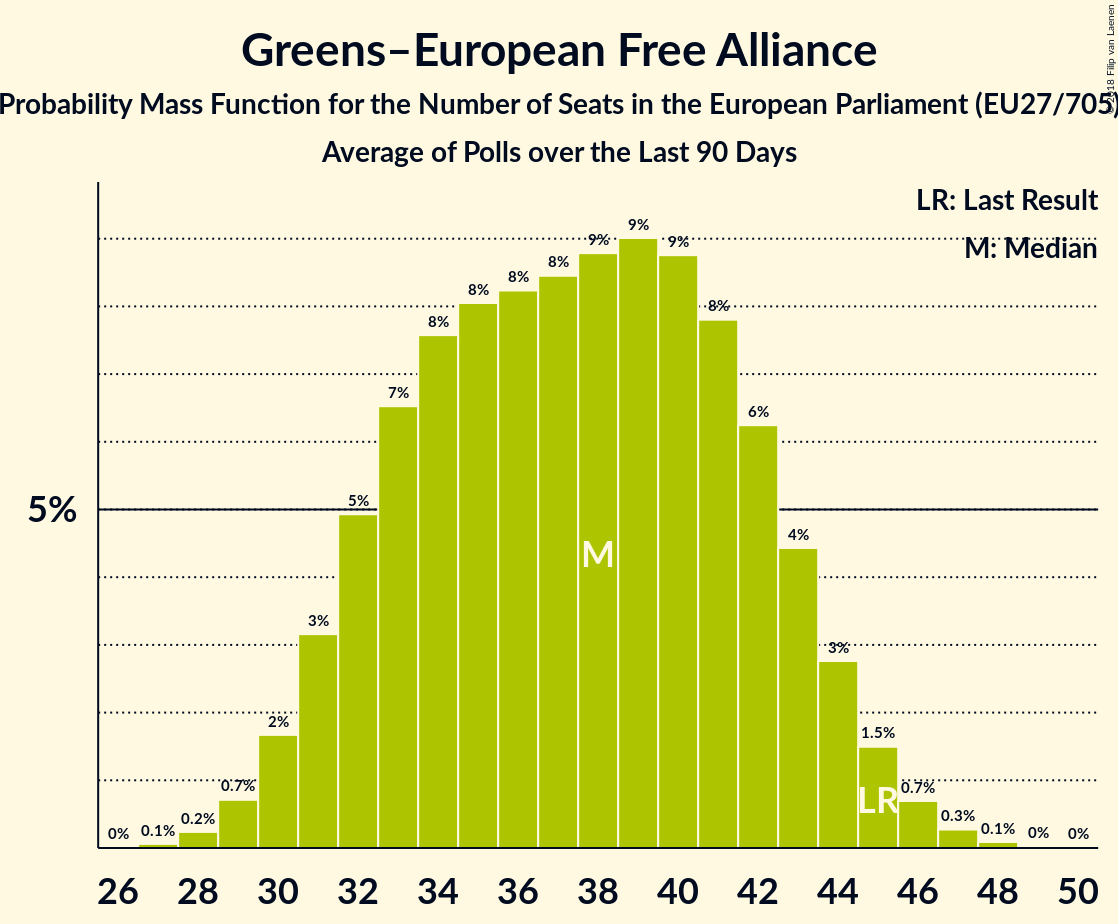 Greens–European Free Alliance
Probability Mass Function for the Number of Seats in the European Parliament (EU27/705)
Average of Polls over the Last 90 Days
© 2018 Filip van Laenen
LR: Last Result
M: Median
5%
0%
0.1%
0.2%
0.7%
2%
3%
5%
7%
8%
8%
8%
8%
9%
9%
9%
8%
6%
4%
3%
1.5%
0.7%
0.3%
0.1%
0%
0%
M
LR
26 28 30 32 34 36 38 40 42 44 46 48 50